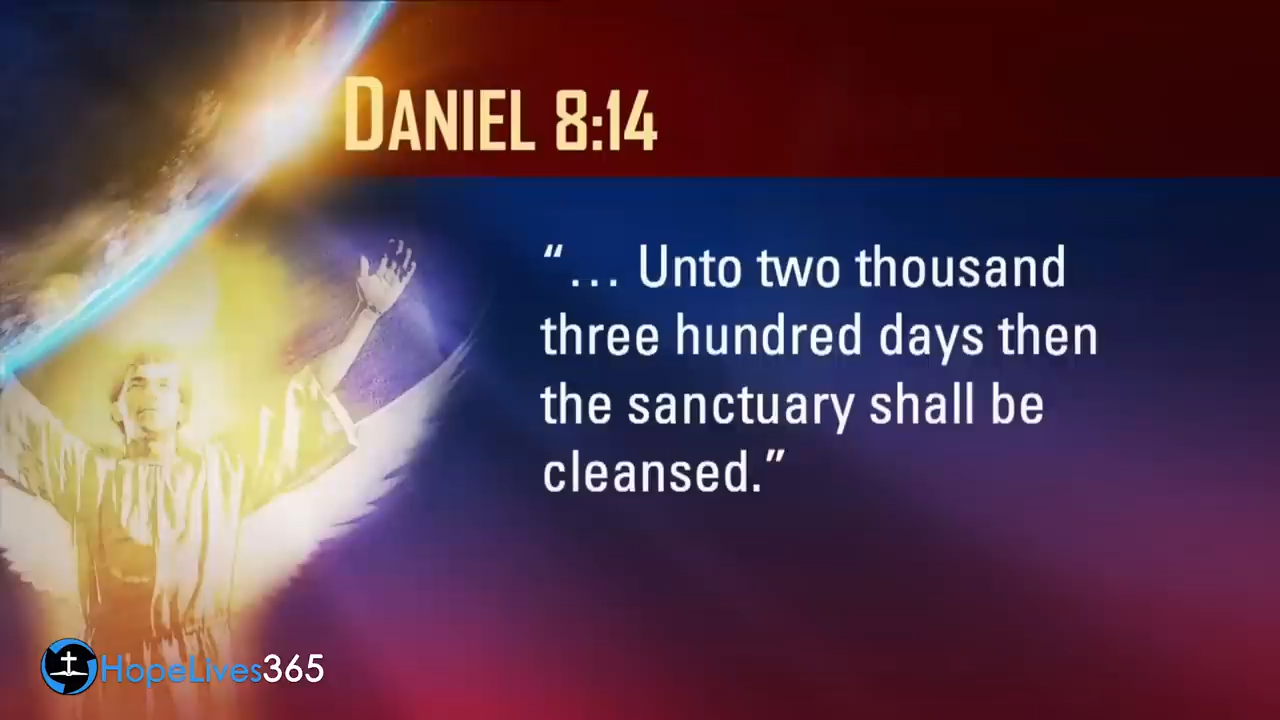 DANIEL 8:14
“… Unto two thousand
three hundred days then
the sanctuary shall be
cleansed.”
HopeLives365